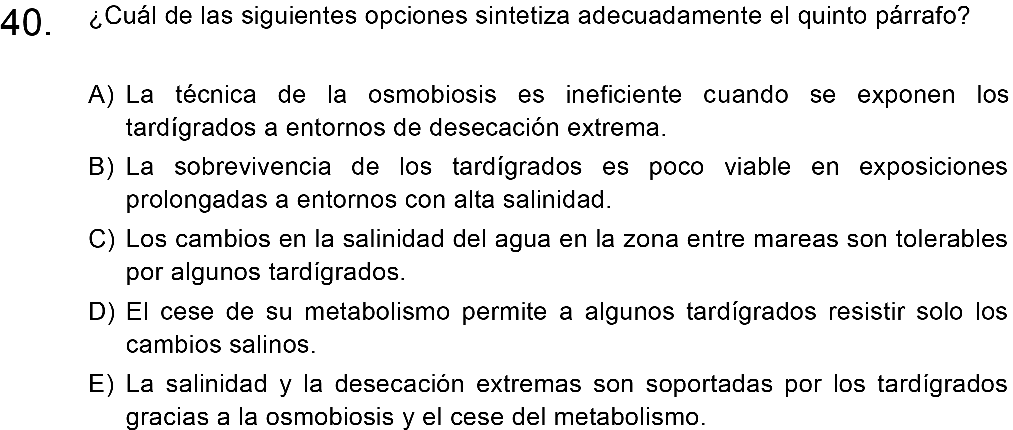 40. ¿Cuál de las siguientes opciones sintetiza adecuadamente el quinto párrafo?
A) La técnica de la osmobiosis es ineficiente cuando se exponen los
tardígrados a entornos de desecación extrema.
B) La sobrevivencia de los tardígrados es poco viable en exposiciones
prolongadas a entornos con alta salinidad.
C) Los cambios en la salinidad del agua en la zona entre mareas son tolerables
por algunos tardígrados.
D) El cese de su metabolismo permite a algunos tardígrados resistir solo los
cambios salinos.
E) La salinidad y la desecación extremas son soportadas por los tardígrados
gracias a la osmobiosis y el cese del metabolismo.